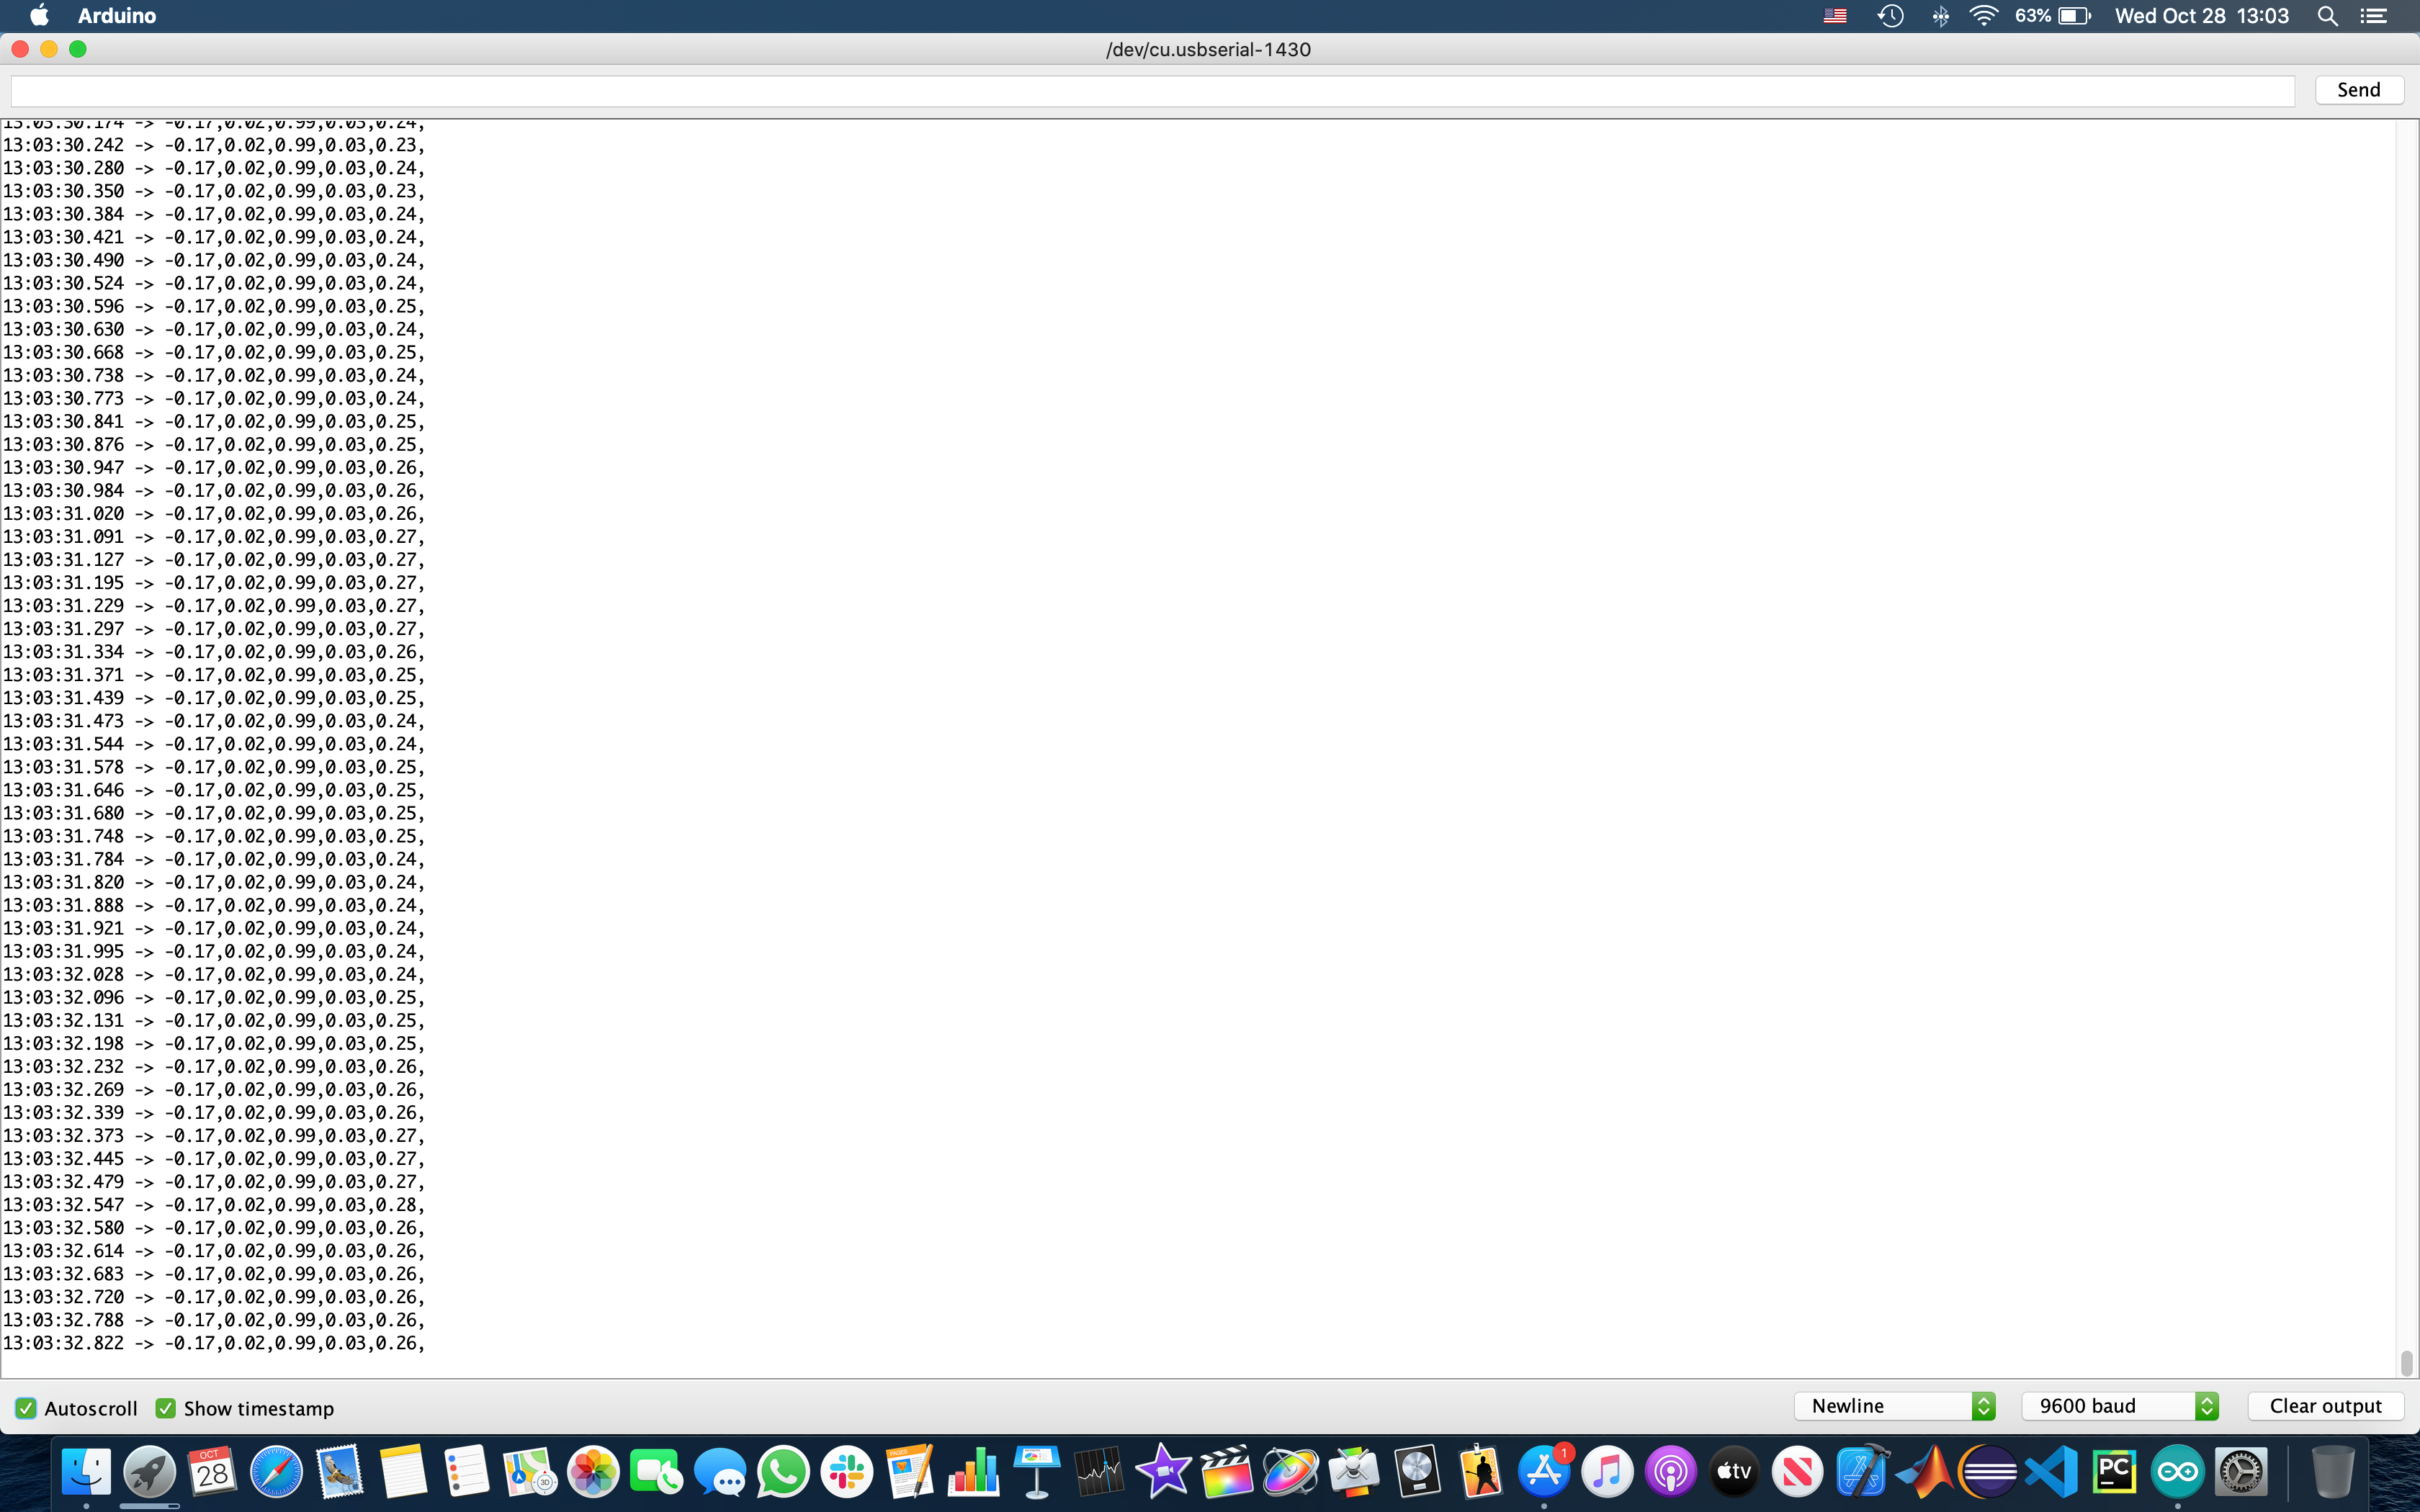 Arduino
63%
Wed Oct 28 13:03
/dev/cu.usbserial-1430
Send
13:03:30.174 -> -0.17,0.02,0.99,0.03,0.24,
13:03:30.242 -> -0.17,0.02,0.99,0.03,0.23,
13:03:30.280 -> -0.17,0.02,0.99,0.03,0.24,
13:03:30.350 -> -0.17,0.02,0.99,0.03,0.23,
13:03:30.384 -> -0.17,0.02,0.99,0.03,0.24,
13:03:30.421 -> -0.17,0.02,0.99,0.03,0.24,
13:03:30.490 -> -0.17,0.02,0.99,0.03,0.24,
13:03:30.524 -> -0.17,0.02,0.99,0.03,0.24,
13:03:30.596 -> -0.17,0.02,0.99,0.03,0.25,
13:03:30.630 -> -0.17,0.02,0.99,0.03,0.24,
13:03:30.668 -> -0.17,0.02,0.99,0.03,0.25,
13:03:30.738 -> -0.17,0.02,0.99,0.03,0.24,
13:03:30.773 -> -0.17,0.02,0.99,0.03,0.24,
13:03:30.841 -> -0.17,0.02,0.99,0.03,0.25,
13:03:30.876 -> -0.17,0.02,0.99,0.03,0.25,
13:03:30.947 -> -0.17,0.02,0.99,0.03,0.26,
13:03:30.984 -> -0.17,0.02,0.99,0.03,0.26,
13:03:31.020 -> -0.17,0.02,0.99,0.03,0.26,
13:03:31.091 -> -0.17,0.02,0.99,0.03,0.27,
13:03:31.127 -> -0.17,0.02,0.99,0.03,0.27,
13:03:31.195 -> -0.17,0.02,0.99,0.03,0.27,
13:03:31.229 -> -0.17,0.02,0.99,0.03,0.27,
13:03:31.297 -> -0.17,0.02,0.99,0.03,0.27,
13:03:31.334 -> -0.17,0.02,0.99,0.03,0.26,
13:03:31.371 -> -0.17,0.02,0.99,0.03,0.25,
13:03:31.439 -> -0.17,0.02,0.99,0.03,0.25,
13:03:31.473 -> -0.17,0.02,0.99,0.03,0.24,
13:03:31.544 -> -0.17,0.02,0.99,0.03,0.24,
13:03:31.578 -> -0.17,0.02,0.99,0.03,0.25,
13:03:31.646 -> -0.17,0.02,0.99,0.03,0.25,
13:03:31.680 -> -0.17,0.02,0.99,0.03,0.25,
13:03:31.748 -> -0.17,0.02,0.99,0.03,0.25,
13:03:31.784 -> -0.17,0.02,0.99,0.03,0.24,
13:03:31.820 -> -0.17,0.02,0.99,0.03,0.24,
13:03:31.888 -> -0.17,0.02,0.99,0.03,0.24,
13:03:31.921 -> -0.17,0.02,0.99,0.03,0.24,
13:03:31.995 -> -0.17,0.02,0.99,0.03,0.24,
13:03:32.028 -> -0.17,0.02,0.99,0.03,0.24,
13:03:32.096 -> -0.17,0.02,0.99,0.03,0.25,
13:03:32.131 -> -0.17,0.02,0.99,0.03,0.25,
13:03:32.198 -> -0.17,0.02,0.99,0.03,0.25,
13:03:32.232 -> -0.17,0.02,0.99,0.03,0.26,
13:03:32.269 -> -0.17,0.02,0.99,0.03,0.26,
13:03:32.339 -> -0.17,0.02,0.99,0.03,0.26,
13:03:32.373 -> -0.17,0.02,0.99,0.03,0.27,
13:03:32.445 -> -0.17,0.02,0.99,0.03,0.27,
13:03:32.479 -> -0.17,0.02,0.99,0.03,0.27,
13:03:32.547 -> -0.17,0.02,0.99,0.03,0.28,
13:03:32.580 -> -0.17,0.02,0.99,0.03,0.26,
13:03:32.614 -> -0.17,0.02,0.99,0.03,0.26,
13:03:32.683 -> -0.17,0.02,0.99,0.03,0.26,
13:03:32.720 -> -0.17,0.02,0.99,0.03,0.26,
13:03:32.788 -> -0.17,0.02,0.99,0.03,0.26,
13:03:32.822 -> -0.17,0.02,0.99,0.03,0.26,
Autoscroll
Show timestamp
Newline
9600 baud
Clear output
OCT
28
3D
PAGES
1
tv
PC